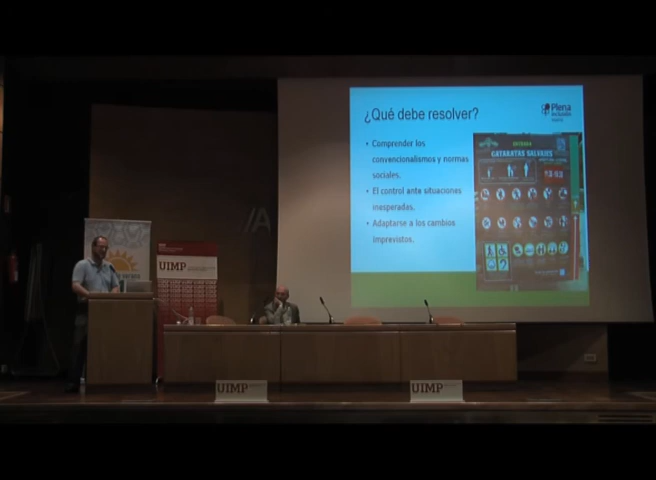 ¿Qué debe resolver?
Plena
inclusión
• Comprender los
convencionalismos y normas
sociales.
• El control ante situaciones
inesperadas.
• Adaptarse a los cambios
imprevistos.
CATARATAS SALVAJES
UIMP
UIMP
UIMP